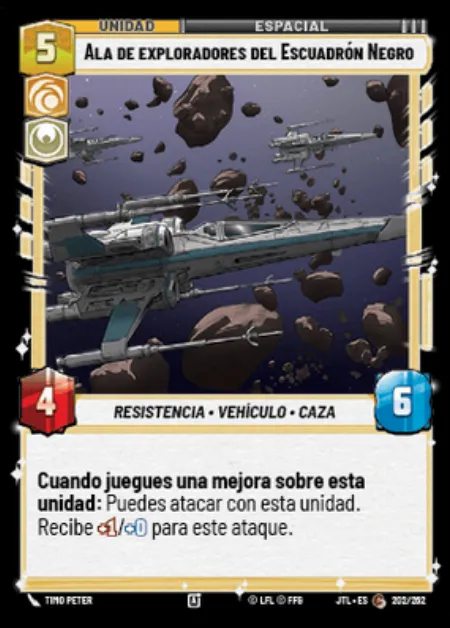 UNIDAD
ESPACIAL
5
ALA DE EXPLORADORES DEL ESCUADRÓN NEGRO
4
6
RESISTENCIA • VEHÍCULO • CAZA
Cuando juegues una mejora sobre esta
unidad: Puedes atacar con esta unidad.
Recibe +1/+0 para este ataque.
TIMO PETER
© LFL © FFG
JTL • ES
202/262